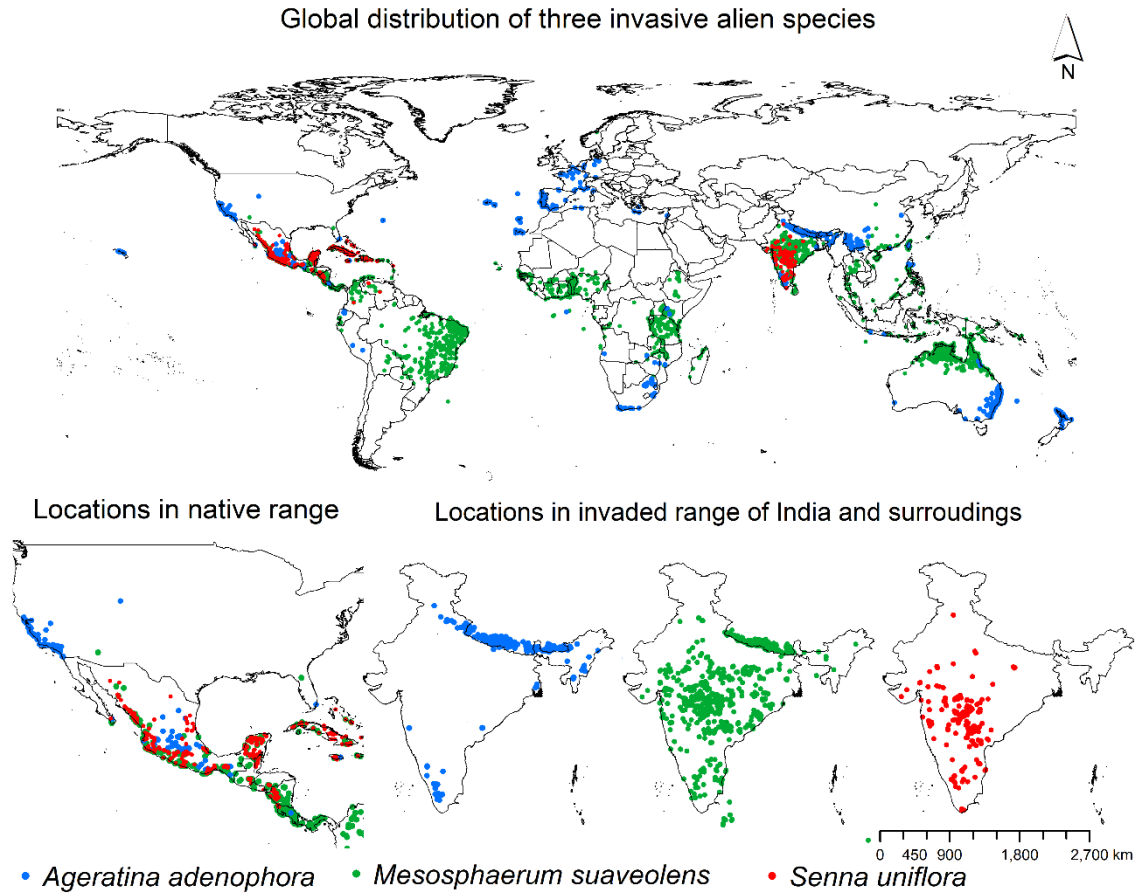 Global distribution of three invasive alien species
N
Locations in native range
Locations in invaded range of India and surroudings
0 450 900 1,800 2,700 km
Ageratina adenophora
Mesosphaerum suaveolens
Senna uniflora